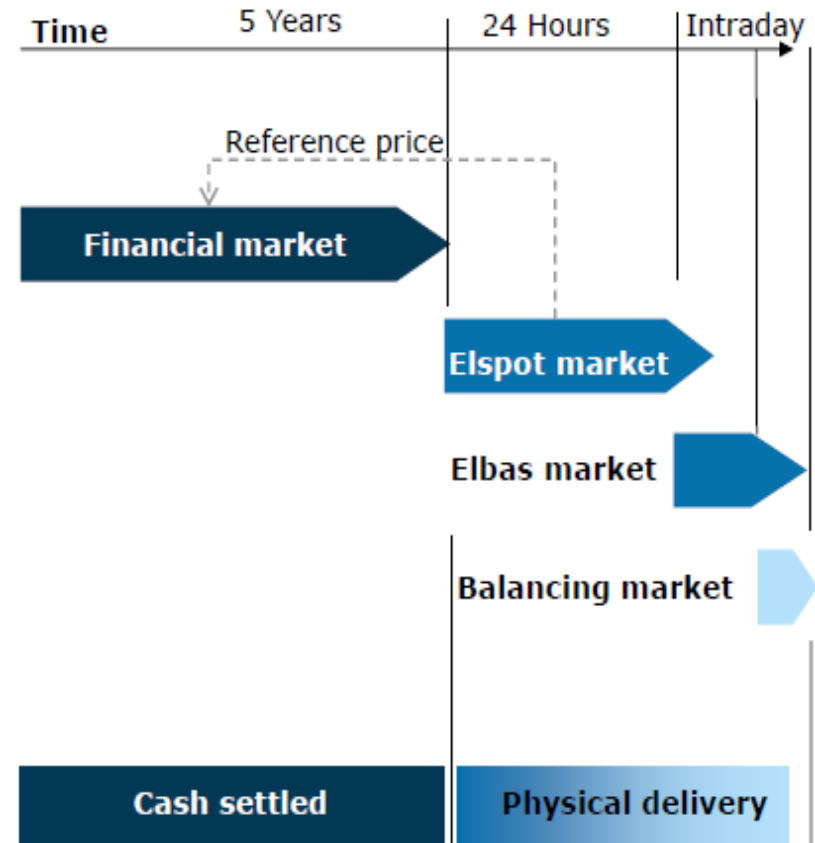 Time
5 Years
24 Hours
Intraday
Reference price
Financial market
Elspot market
Elbas market
Balancing market
Cash settled
Physical delivery